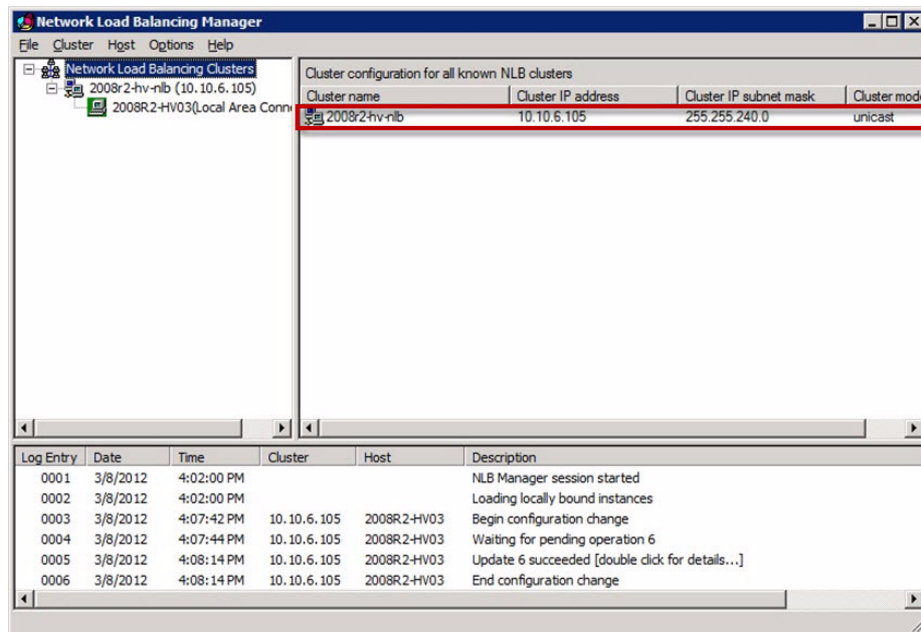 Network Load Balancing Manager
File Cluster Host Options Help
Network Load Balancing Clusters
2008r2-hv-nlb (10.10.6.105)
2008R2-HV03(Local Area Conn
Cluster configuration for all known NLB clusters
Cluster name Cluster IP address Cluster IP subnet mask Cluster mod
2008r2-hv-nlb 10.10.6.105 255.255.240.0 unicast
Log Entry Date Time Cluster Host Description
0001 3/8/2012 4:02:00 PM NLB Manager session started
0002 3/8/2012 4:02:00 PM Loading locally bound instances
0003 3/8/2012 4:07:42 PM 10.10.6.105 2008R2-HV03 Begin configuration change
0004 3/8/2012 4:07:44 PM 10.10.6.105 2008R2-HV03 Waiting for pending operation 6
0005 3/8/2012 4:08:14 PM 10.10.6.105 2008R2-HV03 Update 6 succeeded [double click for details...]
0006 3/8/2012 4:08:14 PM 10.10.6.105 2008R2-HV03 End configuration change